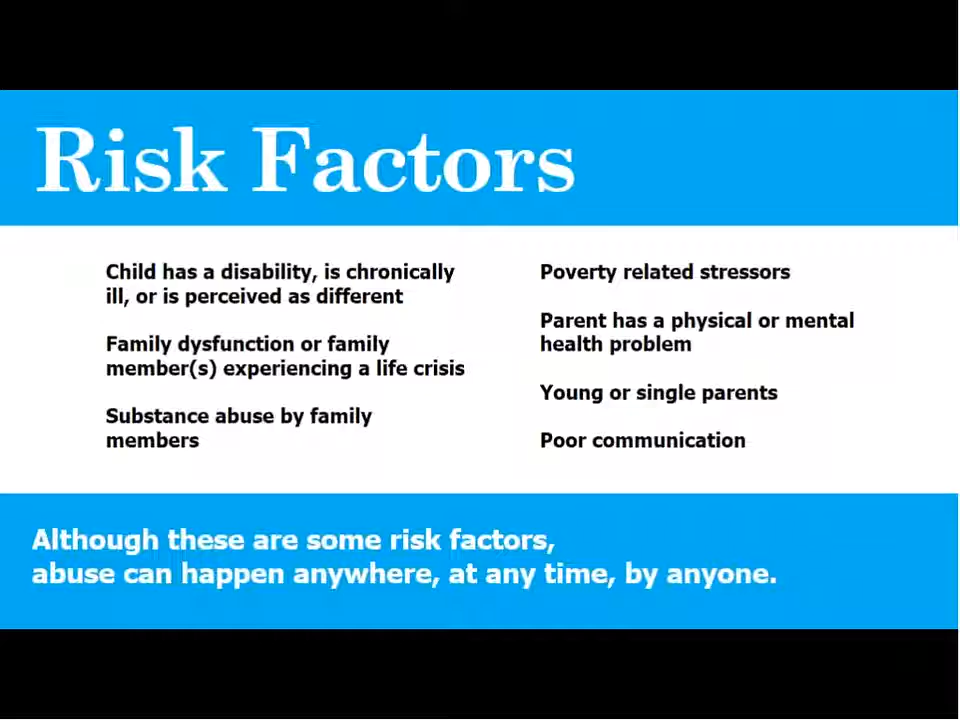 Risk Factors
Child has a disability, is chronically
ill, or is perceived as different
Family dysfunction or family
member(s) experiencing a life crisis
Substance abuse by family
members
Poverty related stressors
Parent has a physical or mental
health problem
Young or single parents
Poor communication
Although these are some risk factors,
abuse can happen anywhere, at any time, by anyone.